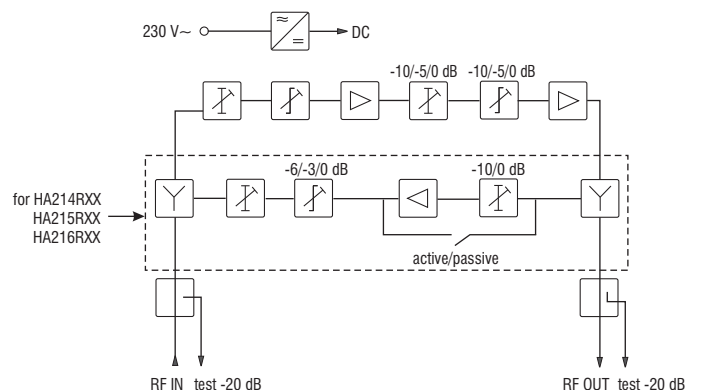 230 V~
DC
-10/-5/0 dB
-10/-5/0 dB
-6/-3/0 dB
-10/0 dB
for HA214RXX
HA215RXX
HA216RXX
active/passive
RF IN
test -20 dB
RF OUT
test -20 dB